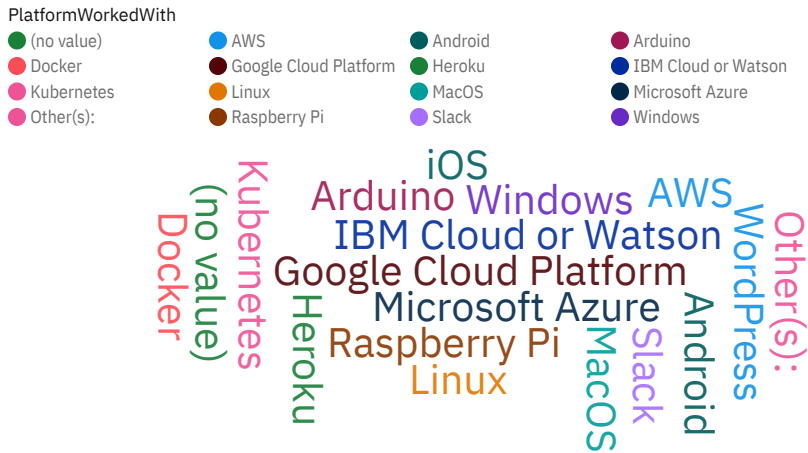 PlatformWorkedWith
(no value) AWS Android Arduino
Docker Google Cloud Platform Heroku IBM Cloud or Watson
Kubernetes Linux MacOS Microsoft Azure
Other(s): Raspberry Pi Slack Windows
iOS
Arduino Windows AWS
IBM Cloud or Watson
Google Cloud Platform
Microsoft Azure
Raspberry Pi
Linux
Docker
(no value)
Kubernetes
Heroku
MacOS
Slack
Android
WordPress
Other(s):